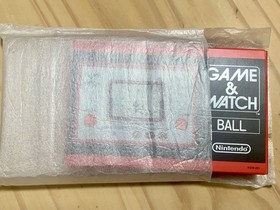 GAME
&
WATCH
BALL
Nintendo